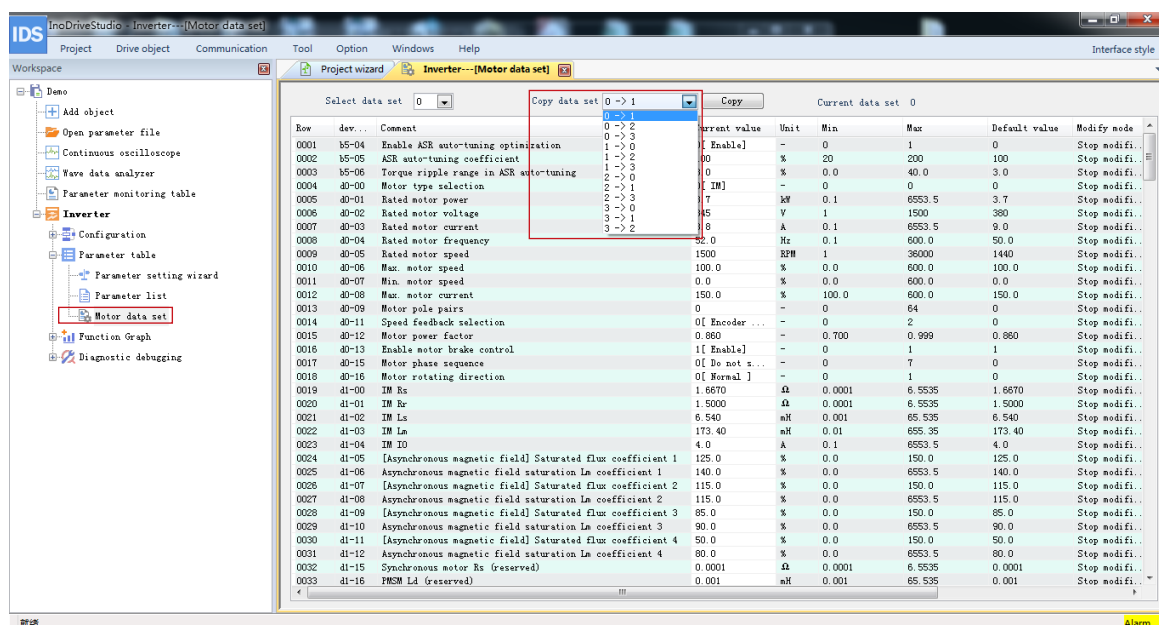 IDS InoDriveStudio - Inverter---[Motor data set]
Project Drive object Communication Tool Option Windows Help Interface style
Workspace
Project wizard Inverter---[Motor data set]
Demo
Add object
Open parameter file
Continuous oscilloscope
Wave data analyzer
Parameter monitoring table
Inverter
Configuration
Parameter table
Parameter setting wizard
Parameter list
Motor data set
Function Graph
Diagnostic debugging
Select data set 0 Copy data set 0 -> 1 Copy Current data set 0
0 -> 1
0 -> 2
0 -> 3
1 -> 0
1 -> 2
1 -> 3
2 -> 0
2 -> 1
2 -> 3
3 -> 0
3 -> 1
3 -> 2
Row dev... Comment Unit Min Max Default value Modify mode
0001 b5-04 Enable ASR auto-tuning optimization [ Enable] - 0 1 0 Stop modifi..
0002 b5-05 ASR auto-tuning coefficient % 20 200 100 Stop modifi..
0003 b5-06 Torque ripple range in ASR auto-tuning % 0.0 40.0 3.0 Stop modifi..
0004 d0-00 Motor type selection [ IM] - 0 0 0 Stop modifi..
0005 d0-01 Rated motor power kW 0.1 6553.5 3.7 Stop modifi..
0006 d0-02 Rated motor voltage V 1 1500 380 Stop modifi..
0007 d0-03 Rated motor current A 0.1 6553.5 9.0 Stop modifi..
0008 d0-04 Rated motor frequency 52.0 Hz 0.1 600.0 50.0 Stop modifi..
0009 d0-05 Rated motor speed 1500 RPM 1 36000 1440 Stop modifi..
0010 d0-06 Max. motor speed 100.0 % 0.0 600.0 100.0 Stop modifi..
0011 d0-07 Min. motor speed 0.0 % 0.0 600.0 0.0 Stop modifi..
0012 d0-08 Max. motor current 150.0 % 100.0 600.0 150.0 Stop modifi..
0013 d0-09 Motor pole pairs 0 - 0 64 0 Stop modifi..
0014 d0-11 Speed feedback selection 0[ Encoder ... - 0 2 0 Stop modifi..
0015 d0-12 Motor power factor 0.860 - 0.700 0.999 0.860 Stop modifi..
0016 d0-13 Enable motor brake control 1[ Enable] - 0 1 1 Stop modifi..
0017 d0-15 Motor phase sequence 0[ Do not s... - 0 7 0 Stop modifi..
0018 d0-16 Motor rotating direction 0[ Normal ] - 0 1 0 Stop modifi..
0019 d1-00 IM Rs 1.6670 Ω 0.0001 6.5535 1.6670 Stop modifi..
0020 d1-01 IM Rr 1.5000 Ω 0.0001 6.5535 1.5000 Stop modifi..
0021 d1-02 IM Ls 6.540 mH 0.001 65.535 6.540 Stop modifi..
0022 d1-03 IM Lm 173.40 mH 0.01 655.35 173.40 Stop modifi..
0023 d1-04 IM IO 4.0 A 0.1 6553.5 4.0 Stop modifi..
0024 d1-05 [Asynchronous magnetic field] Saturated flux coefficient 1 125.0 % 0.0 150.0 125.0 Stop modifi..
0025 d1-06 Asynchronous magnetic field saturation Lm coefficient 1 140.0 % 0.0 6553.5 140.0 Stop modifi..
0026 d1-07 [Asynchronous magnetic field] Saturated flux coefficient 2 115.0 % 0.0 150.0 115.0 Stop modifi..
0027 d1-08 Asynchronous magnetic field saturation Lm coefficient 2 115.0 % 0.0 6553.5 115.0 Stop modifi..
0028 d1-09 [Asynchronous magnetic field] Saturated flux coefficient 3 85.0 % 0.0 150.0 85.0 Stop modifi..
0029 d1-10 Asynchronous magnetic field saturation Lm coefficient 3 90.0 % 0.0 6553.5 90.0 Stop modifi..
0030 d1-11 [Asynchronous magnetic field] Saturated flux coefficient 4 50.0 % 0.0 150.0 50.0 Stop modifi..
0031 d1-12 Asynchronous magnetic field saturation Lm coefficient 4 80.0 % 0.0 6553.5 80.0 Stop modifi..
0032 d1-15 Synchronous motor Rs (reserved) 0.0001 Ω 0.0001 6.5535 0.0001 Stop modifi..
0033 d1-16 PMSM Ld (reserved) 0.001 mH 0.001 65.535 0.001 Stop modifi..
就绪 Alarm